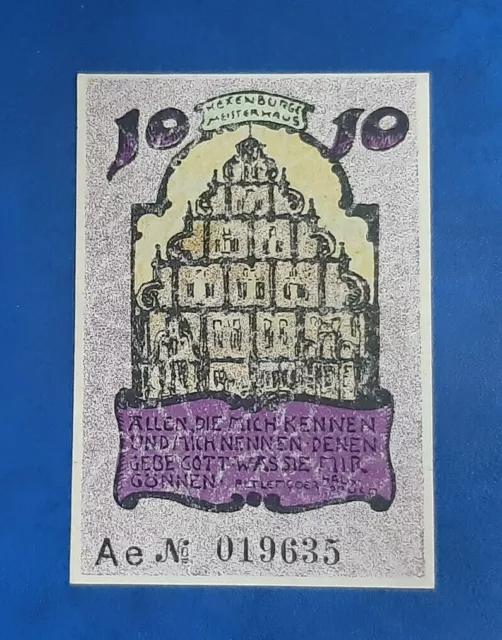 10 10
HEXENBURGE
MEISTERHAUS
ALLEN, DIE MICH KENNEN
UND MICH NENNEN · DENEN
GEBE GOTT · WAS SIE MIR
GÖNNEN ·
Ae № 019635